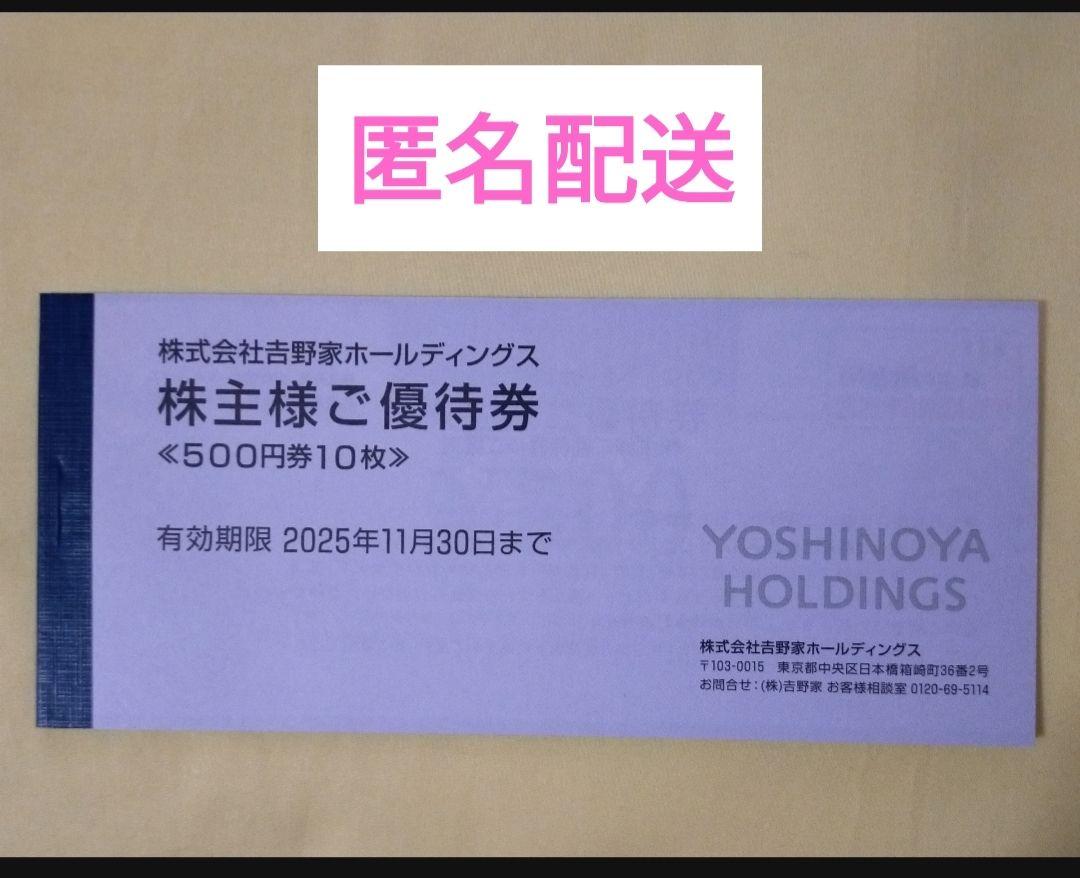 匿名配送
株式会社𠮷野家ホールディングス
株主様ご優待券
≪500円券10枚≫
有効期限 2025年11月30日まで
YOSHINOYA
HOLDINGS
株式会社𠮷野家ホールディングス
〒103-0015 東京都中央区日本橋箱崎町36番2号
お問合せ：(株)𠮷野家 お客様相談室 0120-69-5114